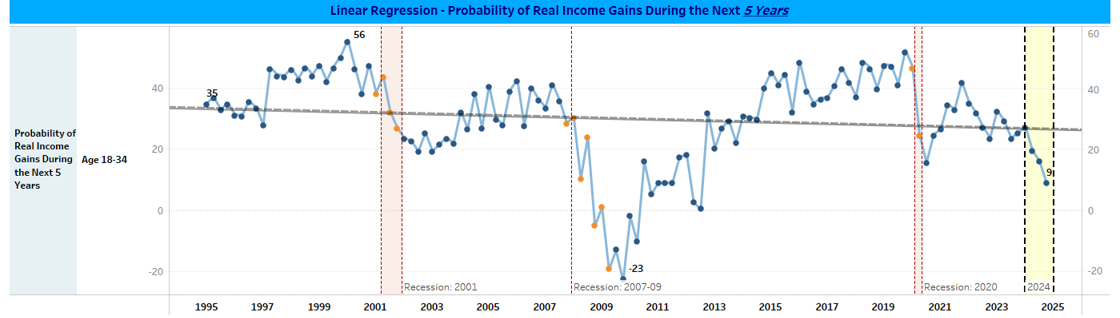 Linear Regression - Probability of Real Income Gains During the Next 5 Years
56
60
35
40
40
Probability of
Real Income
Gains During
the Next 5
Years
Age 18-34
20
20
9
0
0
-20
-23
-20
Recession: 2001
Recession: 2007-09
Recession: 2020
2024
1995 1997 1999 2001 2003 2005 2007 2009 2011 2013 2015 2017 2019 2021 2023 2025